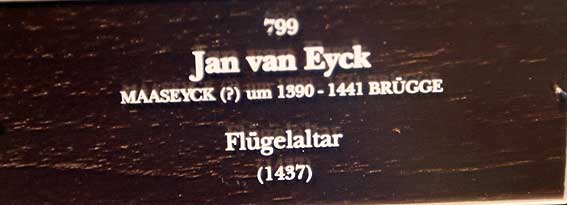 799
Jan van Eyck
MAASEYCK (?) um 1390 - 1441 BRÜGGE
Flügelaltar
(1437)